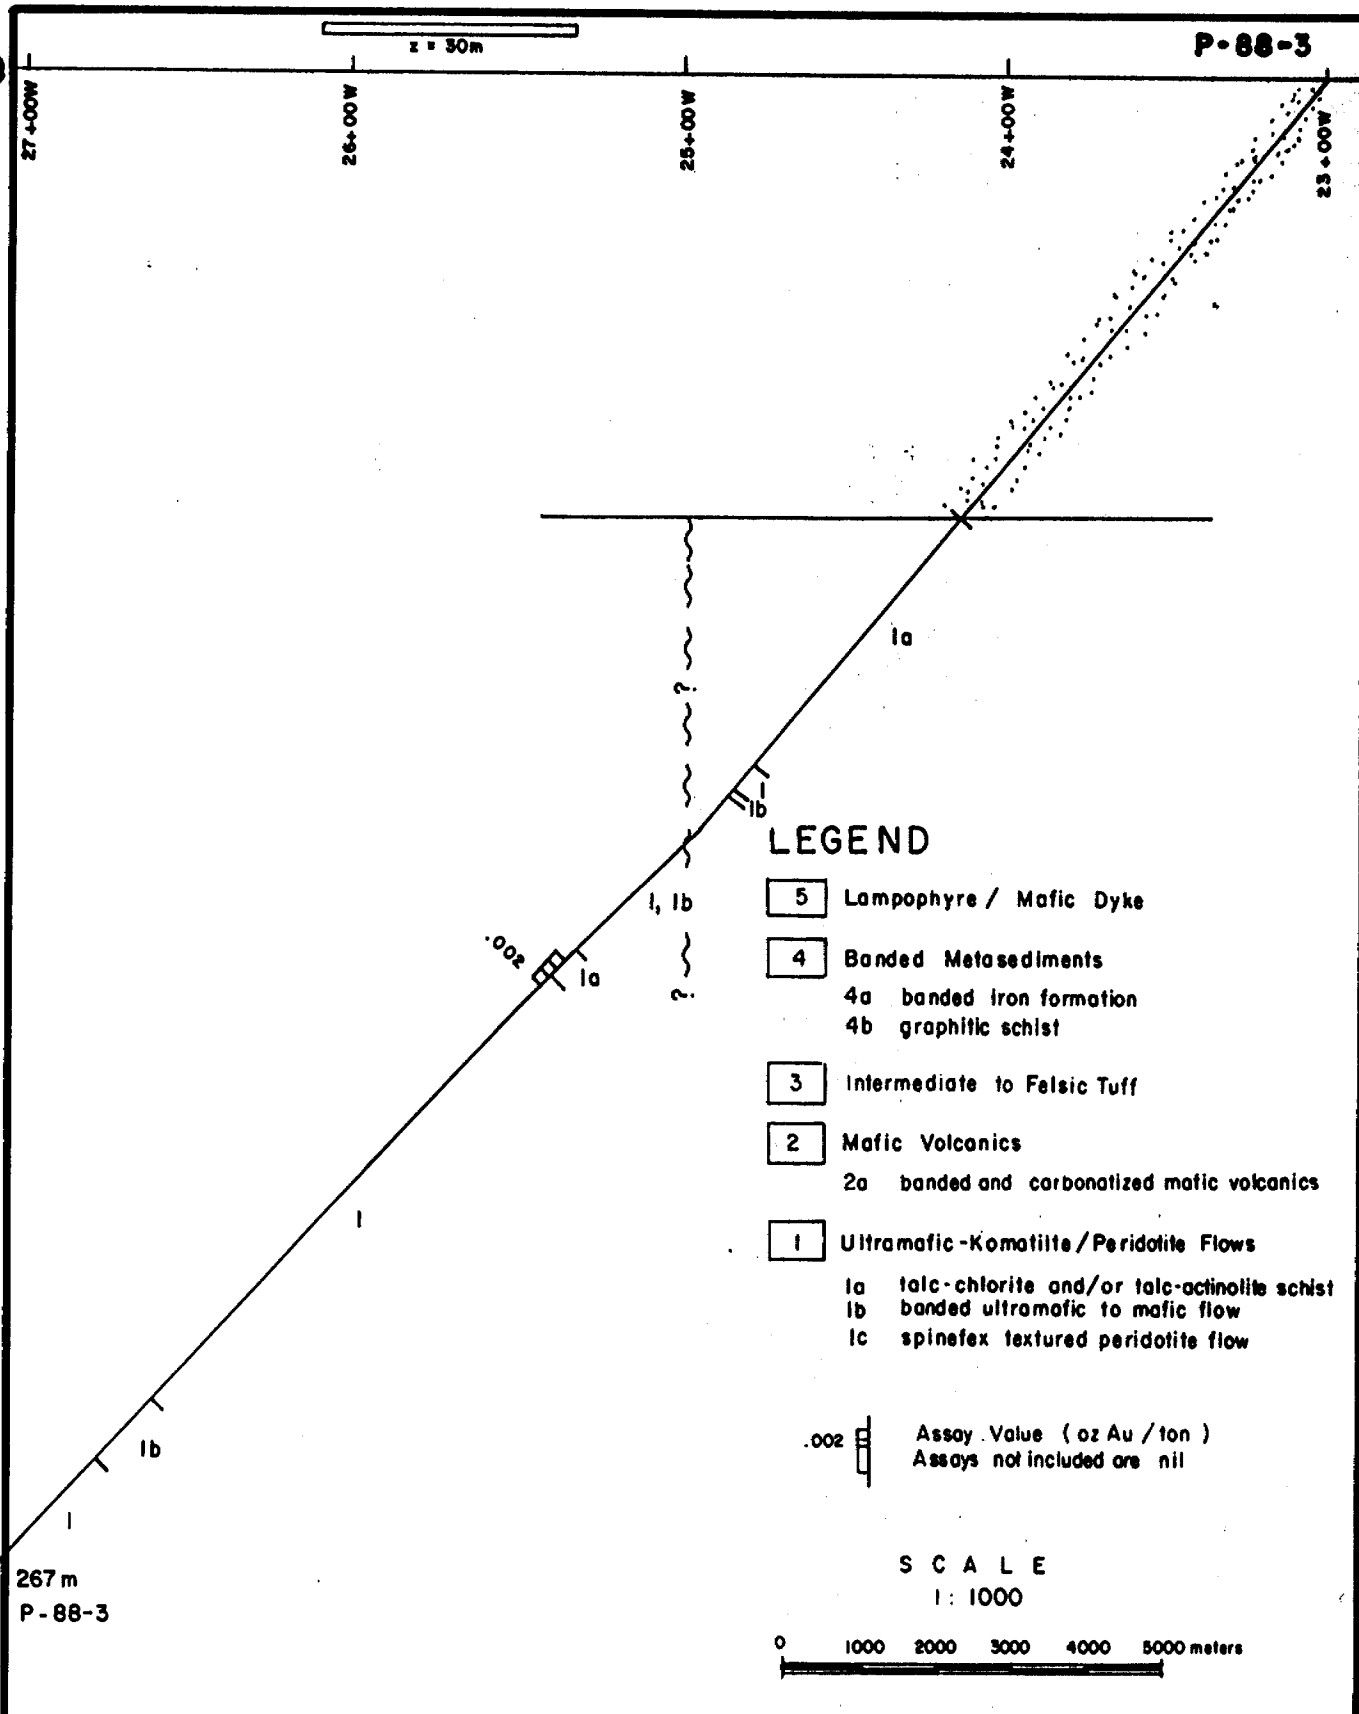 z = 30m
P-88-3
27+00W
26+00W
25+00W
24+00W
23+00W
1a
?
1
1b
1, 1b
.002
1a
?
1
1b
1
267m
P-88-3
LEGEND
5 Lampophyre / Mafic Dyke
4 Banded Metasediments
4a banded iron formation
4b graphitic schist
3 Intermediate to Felsic Tuff
2 Mafic Volcanics
2a banded and carbonatized mafic volcanics
1 Ultramafic-Komatiite/Peridotite Flows
1a talc-chlorite and/or talc-actinolite schist
1b banded ultramafic to mafic flow
1c spinefex textured peridotite flow
.002 Assay Value (oz Au/ton)
Assays not included are nil
SCALE
1:1000
0 1000 2000 3000 4000 5000 meters